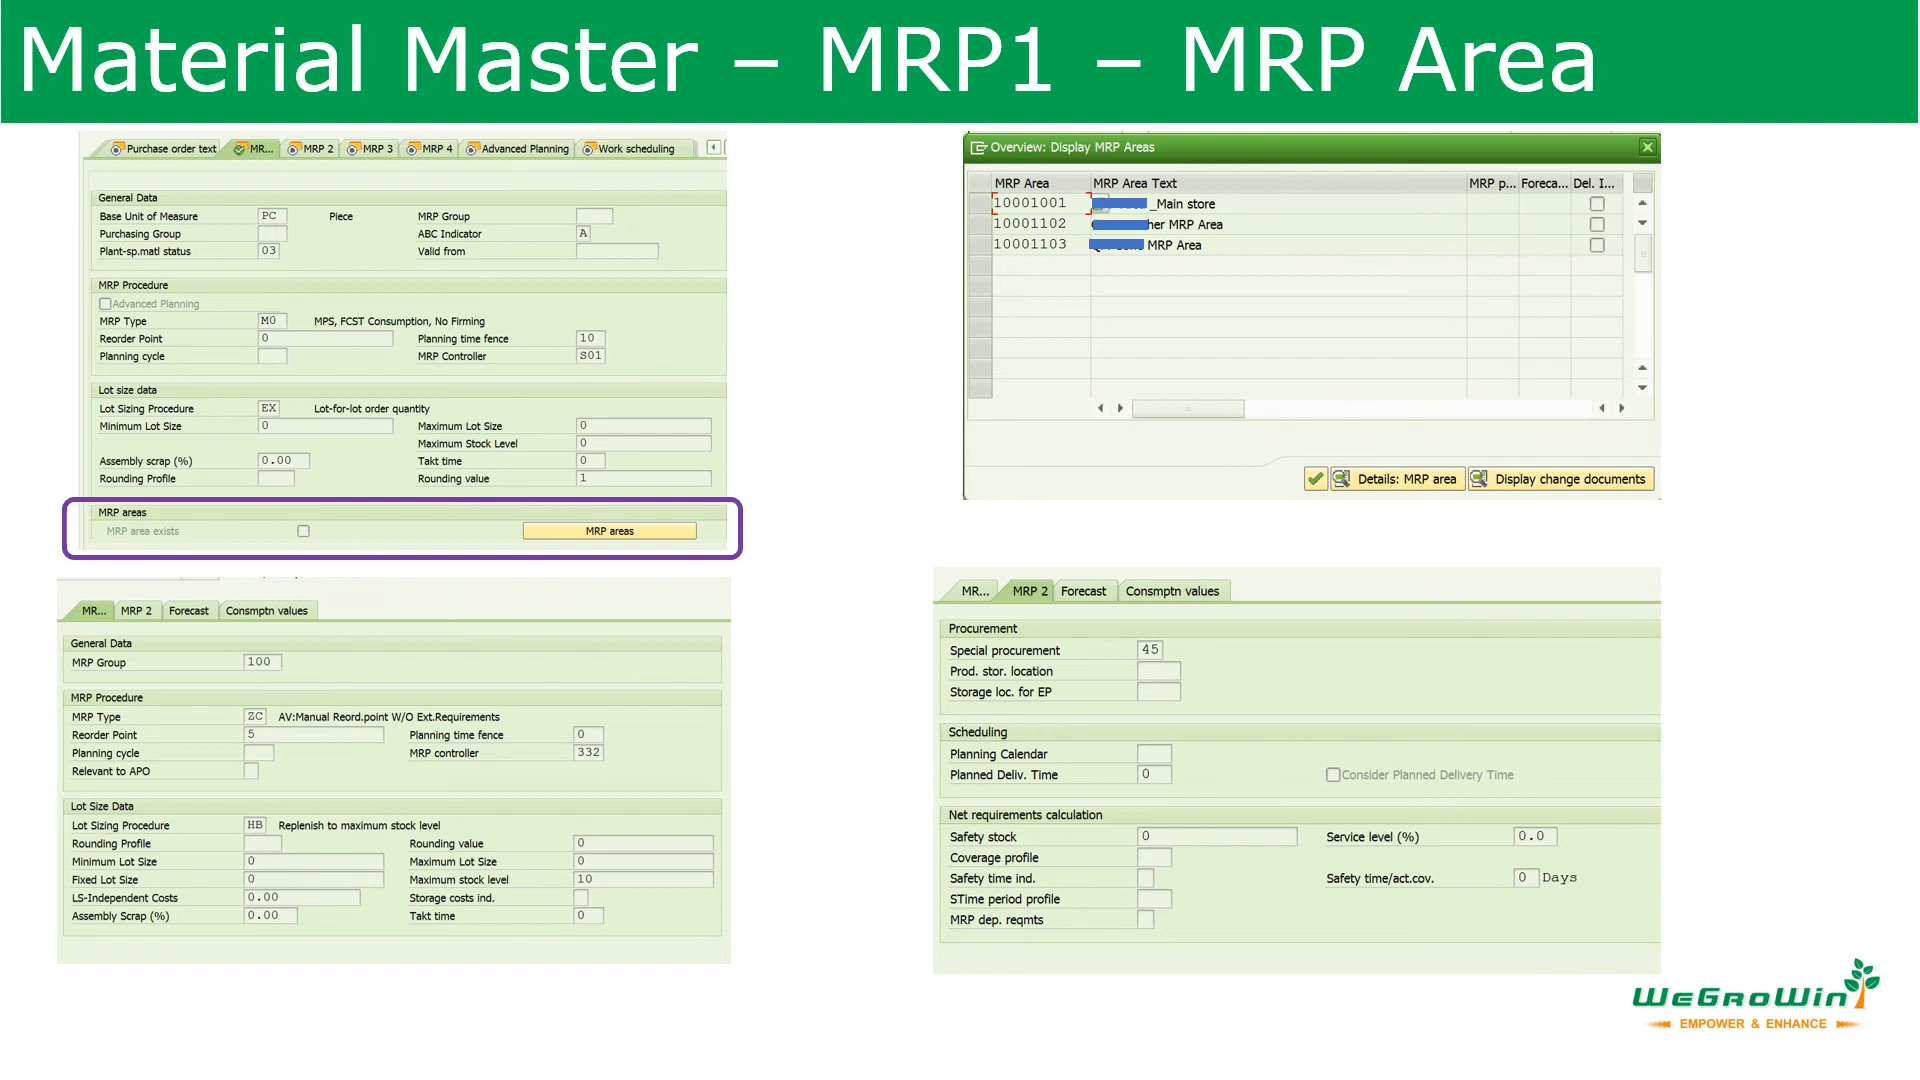 Material Master – MRP1 – MRP Area
Purchase order text MR... MRP 2 MRP 3 MRP 4 Advanced Planning Work scheduling
General Data
Base Unit of Measure PC Piece MRP Group
Purchasing Group ABC Indicator A
Plant-sp.matl status 03 Valid from
MRP Procedure
Advanced Planning
MRP Type M0 MPS, FCST Consumption, No Firming
Reorder Point 0 Planning time fence 10
Planning cycle MRP Controller S01
Lot size data
Lot Sizing Procedure EX Lot-for-lot order quantity
Minimum Lot Size 0 Maximum Lot Size 0
Maximum Stock Level 0
Assembly scrap (%) 0.00 Takt time 0
Rounding Profile Rounding value 1
MRP areas
MRP area exists MRP areas
Overview: Display MRP Areas
MRP Area MRP Area Text MRP p... Foreca... Del. I...
10001001 _Main store
10001102 her MRP Area
10001103 MRP Area
Details: MRP area Display change documents
MR... MRP 2 Forecast Consmptn values
General Data
MRP Group 100
MRP Procedure
MRP Type ZC AV:Manual Reord.point W/O Ext.Requirements
Reorder Point 5 Planning time fence 0
Planning cycle MRP controller 332
Relevant to APO
Lot Size Data
Lot Sizing Procedure HB Replenish to maximum stock level
Rounding Profile Rounding value 0
Minimum Lot Size 0 Maximum Lot Size 0
Fixed Lot Size 0 Maximum stock level 10
LS-Independent Costs 0.00 Storage costs ind.
Assembly Scrap (%) 0.00 Takt time 0
MR... MRP 2 Forecast Consmptn values
Procurement
Special procurement 45
Prod. stor. location
Storage loc. for EP
Scheduling
Planning Calendar
Planned Deliv. Time 0 Consider Planned Delivery Time
Net requirements calculation
Safety stock 0 Service level (%) 0.0
Coverage profile
Safety time ind. Safety time/act.cov. 0 Days
STime period profile
MRP dep. reqmts
WeGroWin
EMPOWER & ENHANCE